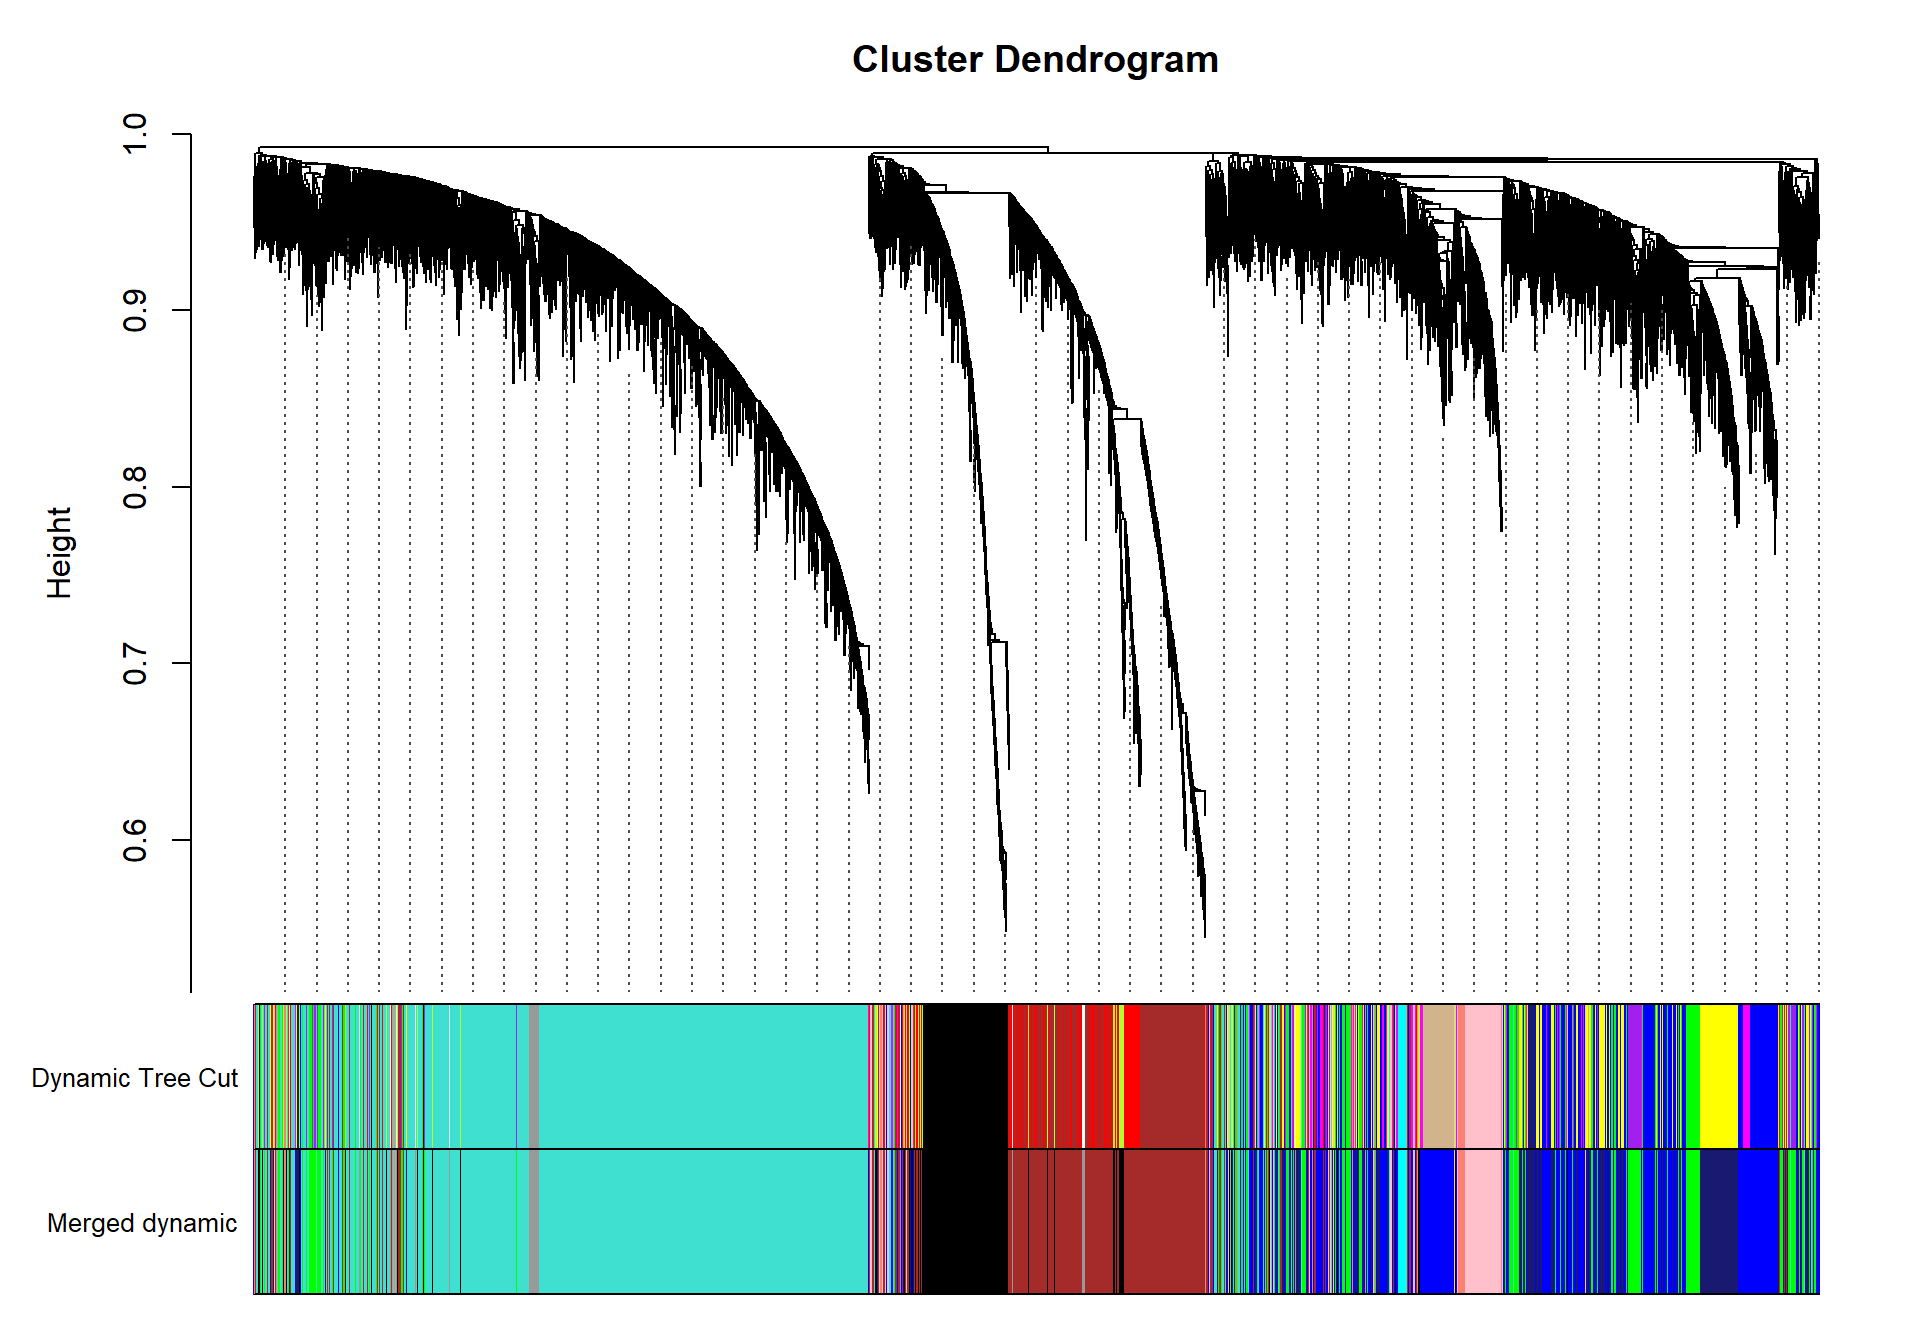 Cluster Dendrogram
Height
1.0
0.9
0.8
0.7
0.6
Dynamic Tree Cut
Merged dynamic